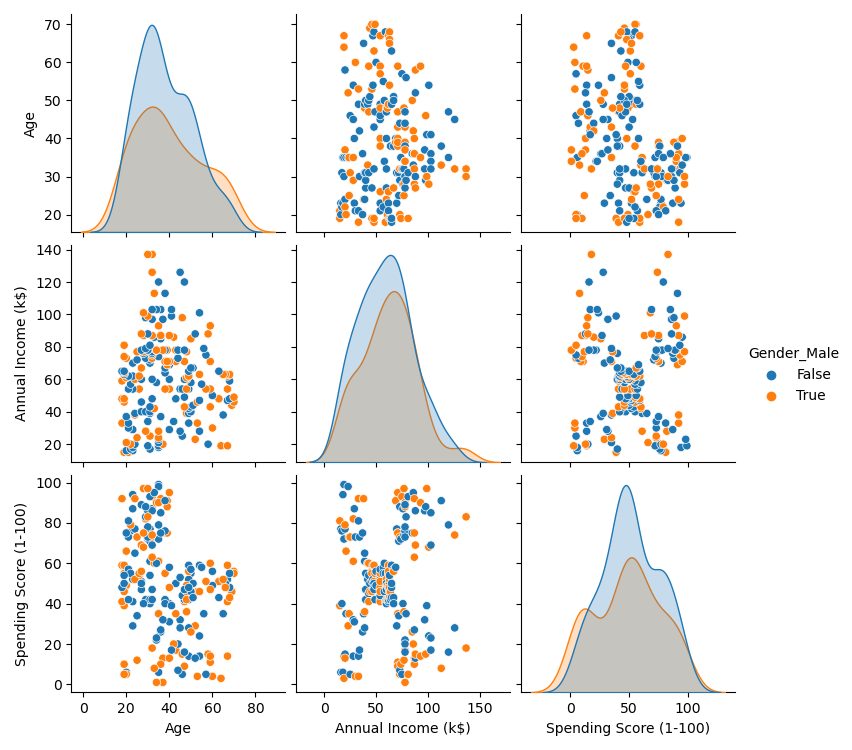 70
60
50
40
30
20
Age
140
120
100
80
60
40
20
Annual Income (k$)
Gender_Male
False
True
100
80
60
40
20
0
Spending Score (1-100)
0 20 40 60 80
0 50 100 150
0 50 100
Age
Annual Income (k$)
Spending Score (1-100)